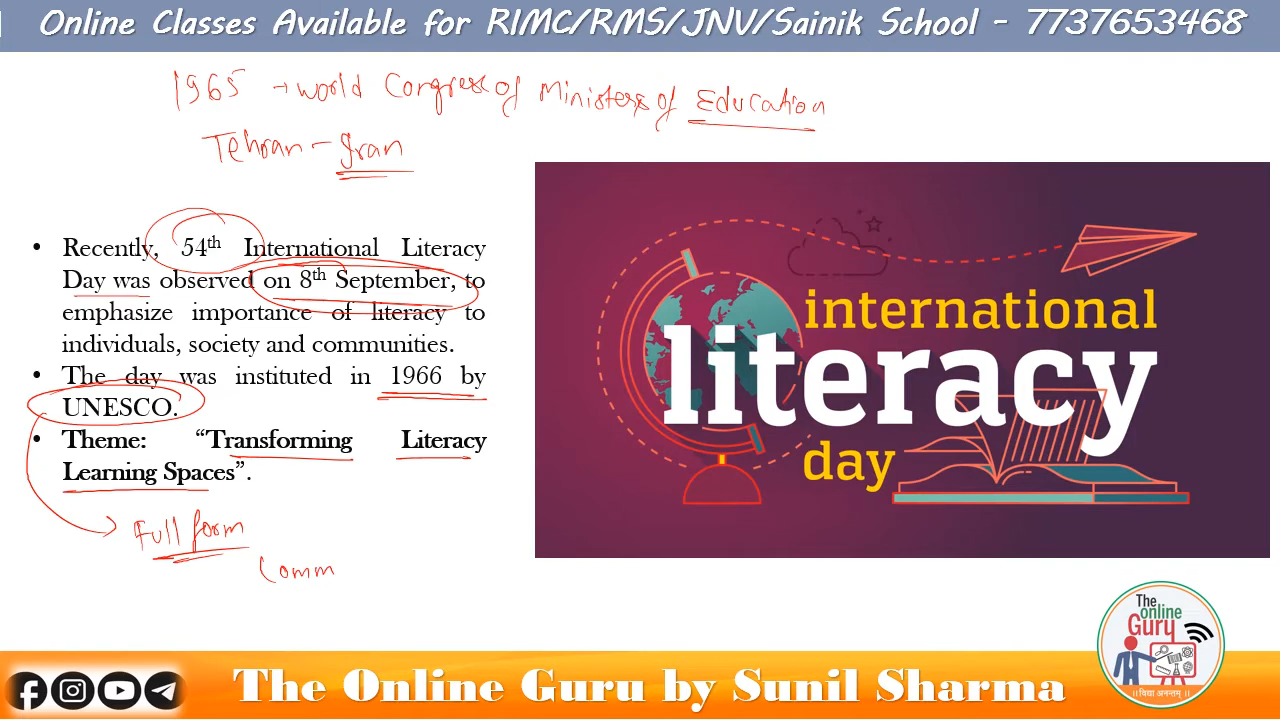 Online Classes Available for RIMC/RMS/JNV/Sainik School - 7737653468
1965 → world Congress of Ministers of Education
Tehran - Iran
• Recently, 54th International Literacy
Day was observed on 8th September, to
emphasize importance of literacy to
individuals, society and communities.
• The day was instituted in 1966 by
UNESCO.
• Theme: “Transforming Literacy
Learning Spaces”.
Full form
Comm
international
literacy
day
The
online
Guru
।। विद्या अनन्तम् ।।
The Online Guru by Sunil Sharma